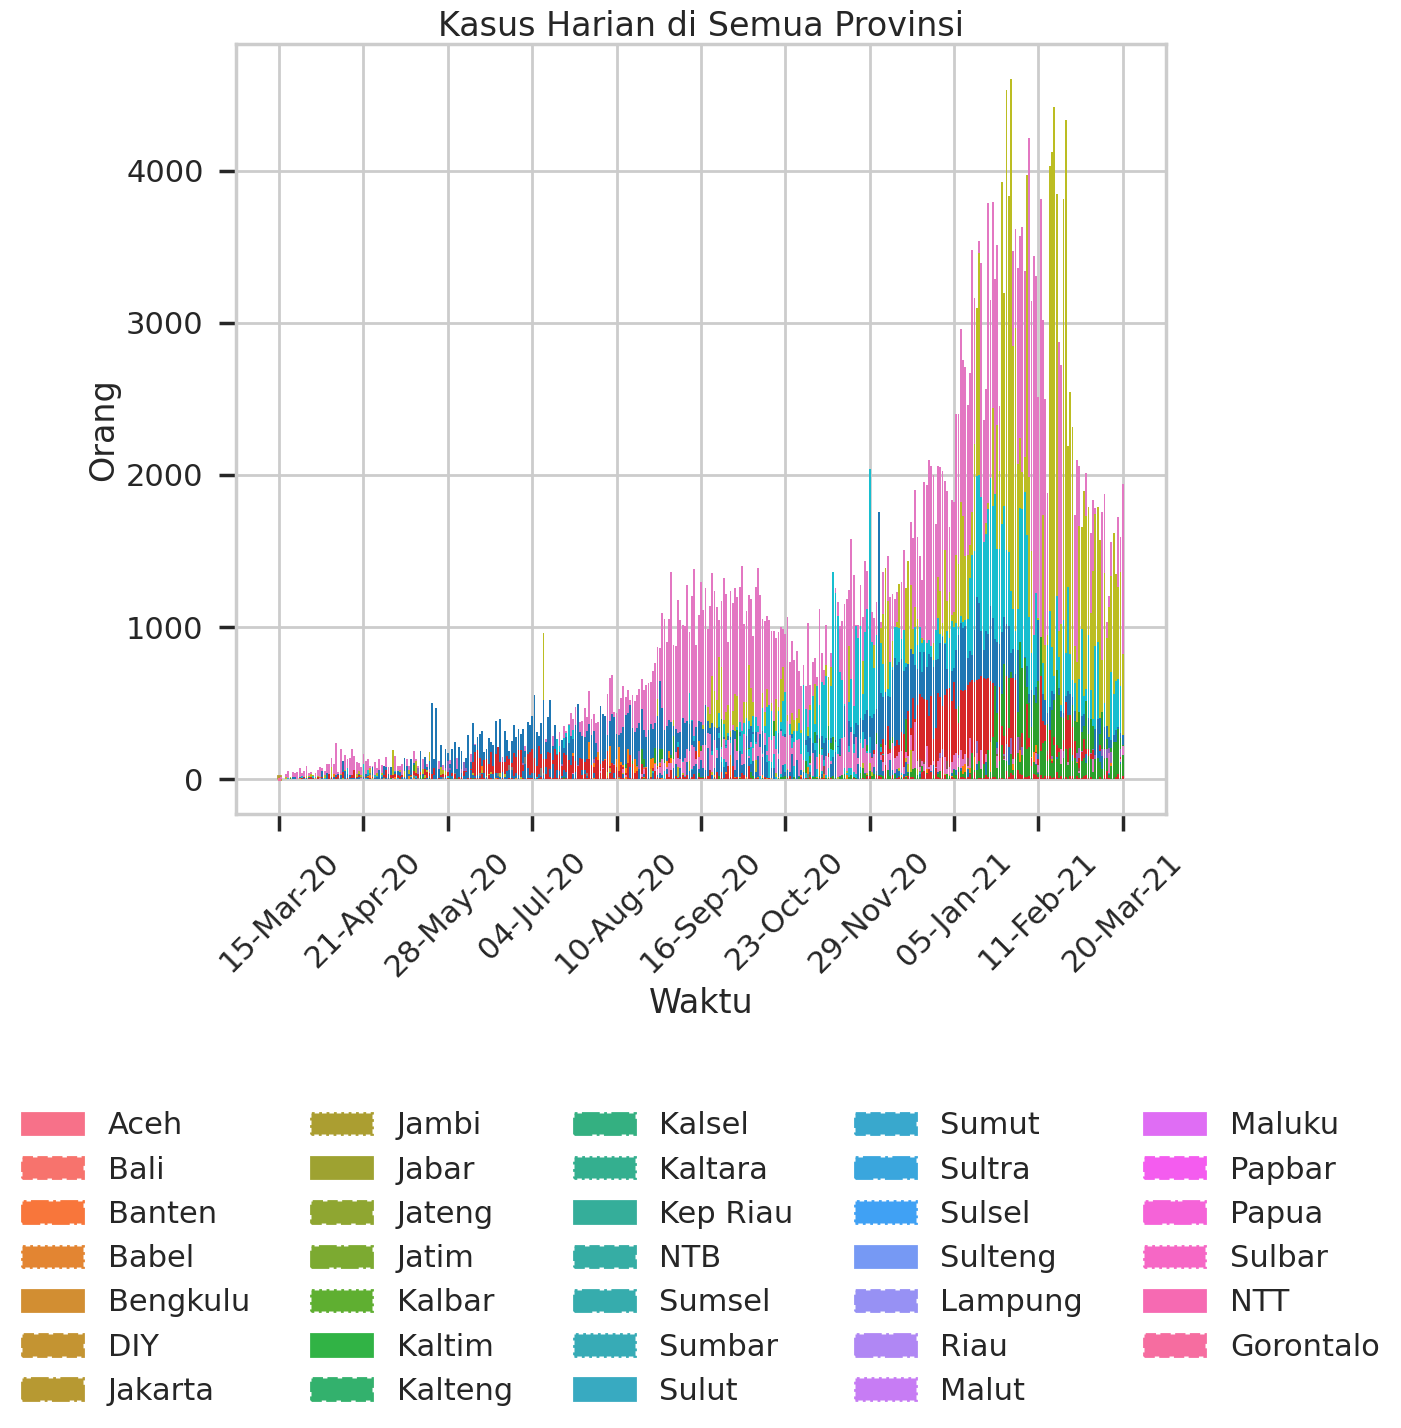 Kasus Harian di Semua Provinsi
4000
3000
2000
1000
0
Orang
15-Mar-20
21-Apr-20
28-May-20
04-Jul-20
10-Aug-20
16-Sep-20
23-Oct-20
29-Nov-20
05-Jan-21
11-Feb-21
20-Mar-21
Waktu
Aceh
Bali
Banten
Babel
Bengkulu
DIY
Jakarta
Jambi
Jabar
Jateng
Jatim
Kalbar
Kaltim
Kalteng
Kalsel
Kaltara
Kep Riau
NTB
Sumsel
Sumbar
Sulut
Sumut
Sultra
Sulsel
Sulteng
Lampung
Riau
Malut
Maluku
Papbar
Papua
Sulbar
NTT
Gorontalo